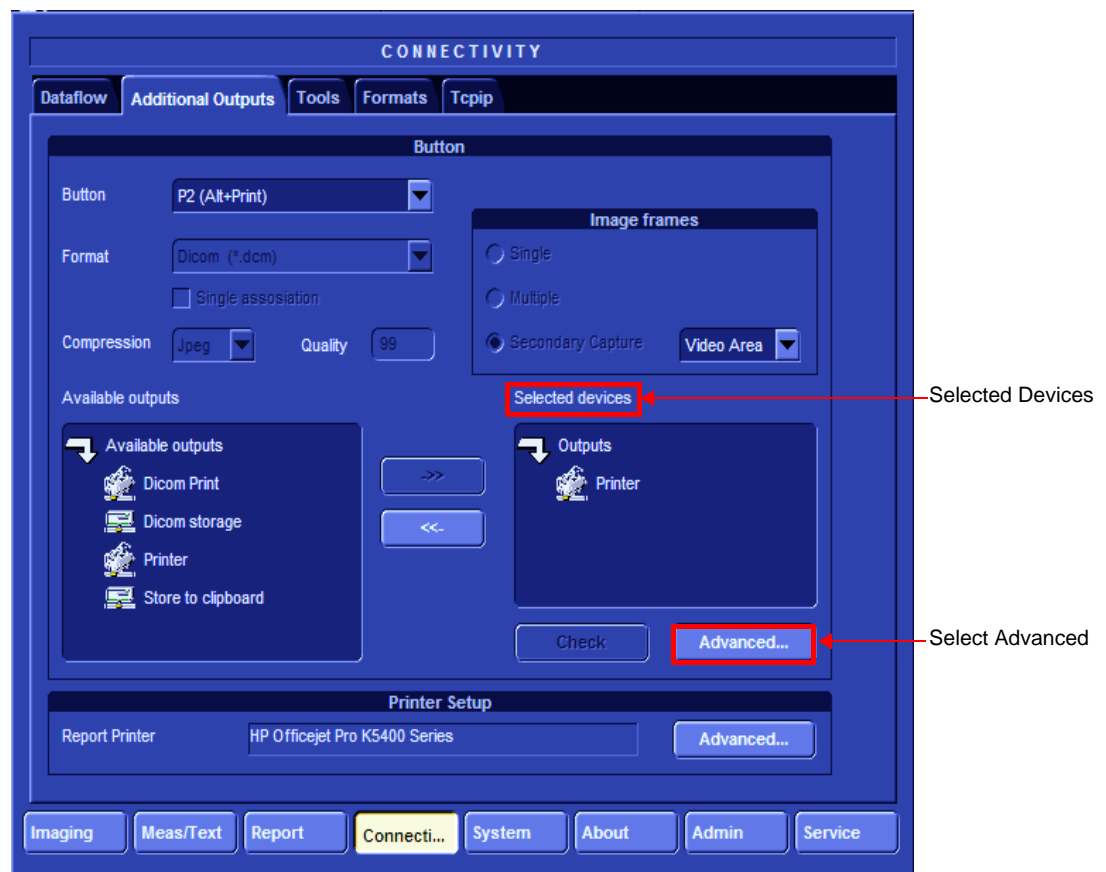 CONNECTIVITY
Dataflow
Additional Outputs
Tools
Formats
Tcpip
Button
Button
P2 (Alt+Print)
Image frames
Format
Dicom (*.dcm)
Single
Single assosiation
Multiple
Compression
Jpeg
Quality
99
Secondary Capture
Video Area
Available outputs
Selected devices
Selected Devices
Available outputs
Dicom Print
Dicom storage
Printer
Store to clipboard
->>
<<-
Outputs
Printer
Check
Advanced...
Select Advanced
Printer Setup
Report Printer
HP Officejet Pro K5400 Series
Advanced...
Imaging
Meas/Text
Report
Connecti...
System
About
Admin
Service